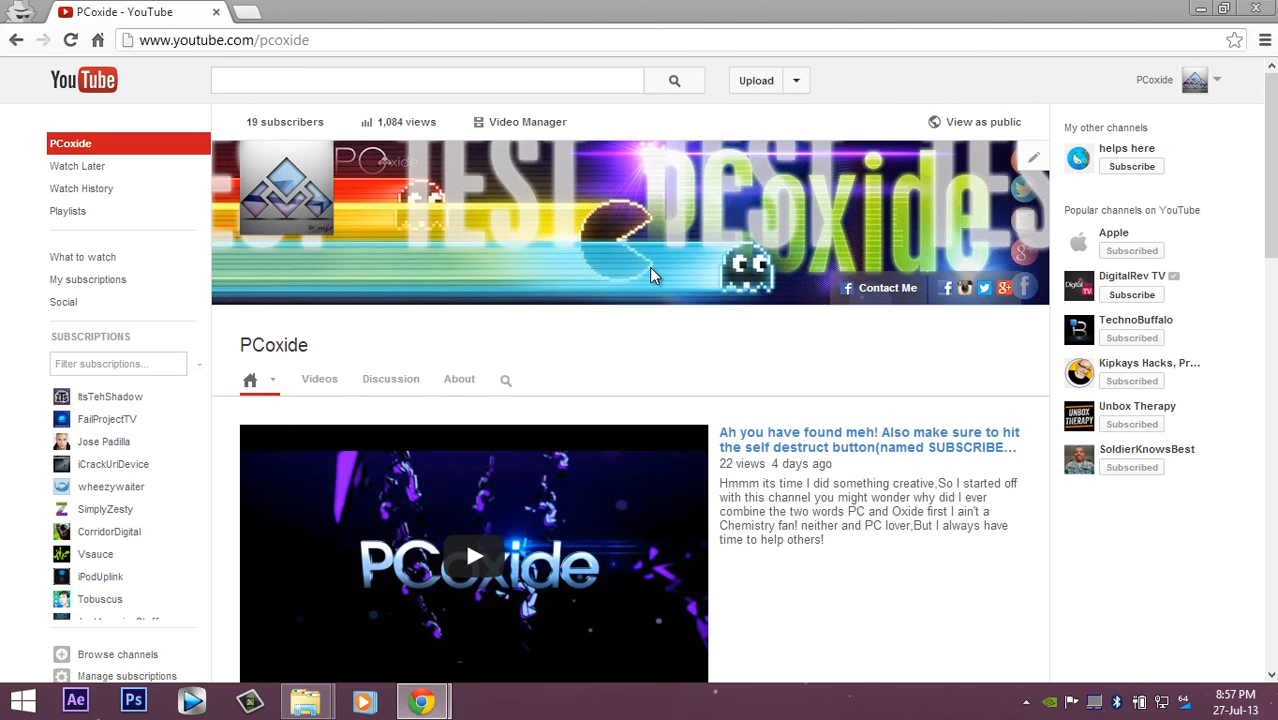 PCoxide - YouTube
www.youtube.com/pcoxide
YouTube
Upload
PCoxide
19 subscribers
1,084 views
Video Manager
View as public
PCoxide
Watch Later
Watch History
Playlists
What to watch
My subscriptions
Social
SUBSCRIPTIONS
Filter subscriptions...
ItsTehShadow
FailProjectTV
Jose Padilla
iCrackUriDevice
wheezywaiter
SimplyZesty
CorridorDigital
Vsauce
iPodUplink
Tobuscus
Browse channels
Manage subscriptions
PCoxide
TEST PCoxide
Contact Me
PCoxide
Videos
Discussion
About
PCoxide
Ah you have found meh! Also make sure to hit
the self destruct button(named SUBSCRIBE...
22 views 4 days ago
Hmmm its time I did something creative,So I started off
with this channel you might wonder why did I ever
combine the two words PC and Oxide first I ain't a
Chemistry fan! neither and PC lover,But I always have
time to help others!
My other channels
helps here
Subscribe
Popular channels on YouTube
Apple
Subscribed
DigitalRev TV
Subscribe
TechnoBuffalo
Subscribed
Kipkays Hacks, Pr...
Subscribed
Unbox Therapy
Subscribed
SoldierKnowsBest
Subscribed
Ae
Ps
64
8:57 PM
27-Jul-13